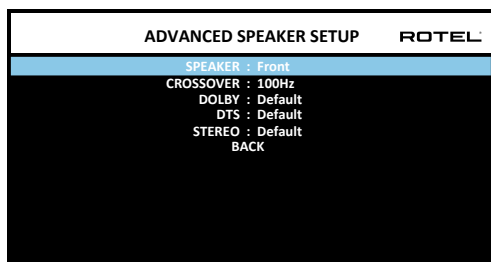 ADVANCED SPEAKER SETUP ROTEL
SPEAKER : Front
CROSSOVER : 100Hz
DOLBY : Default
DTS : Default
STEREO : Default
BACK